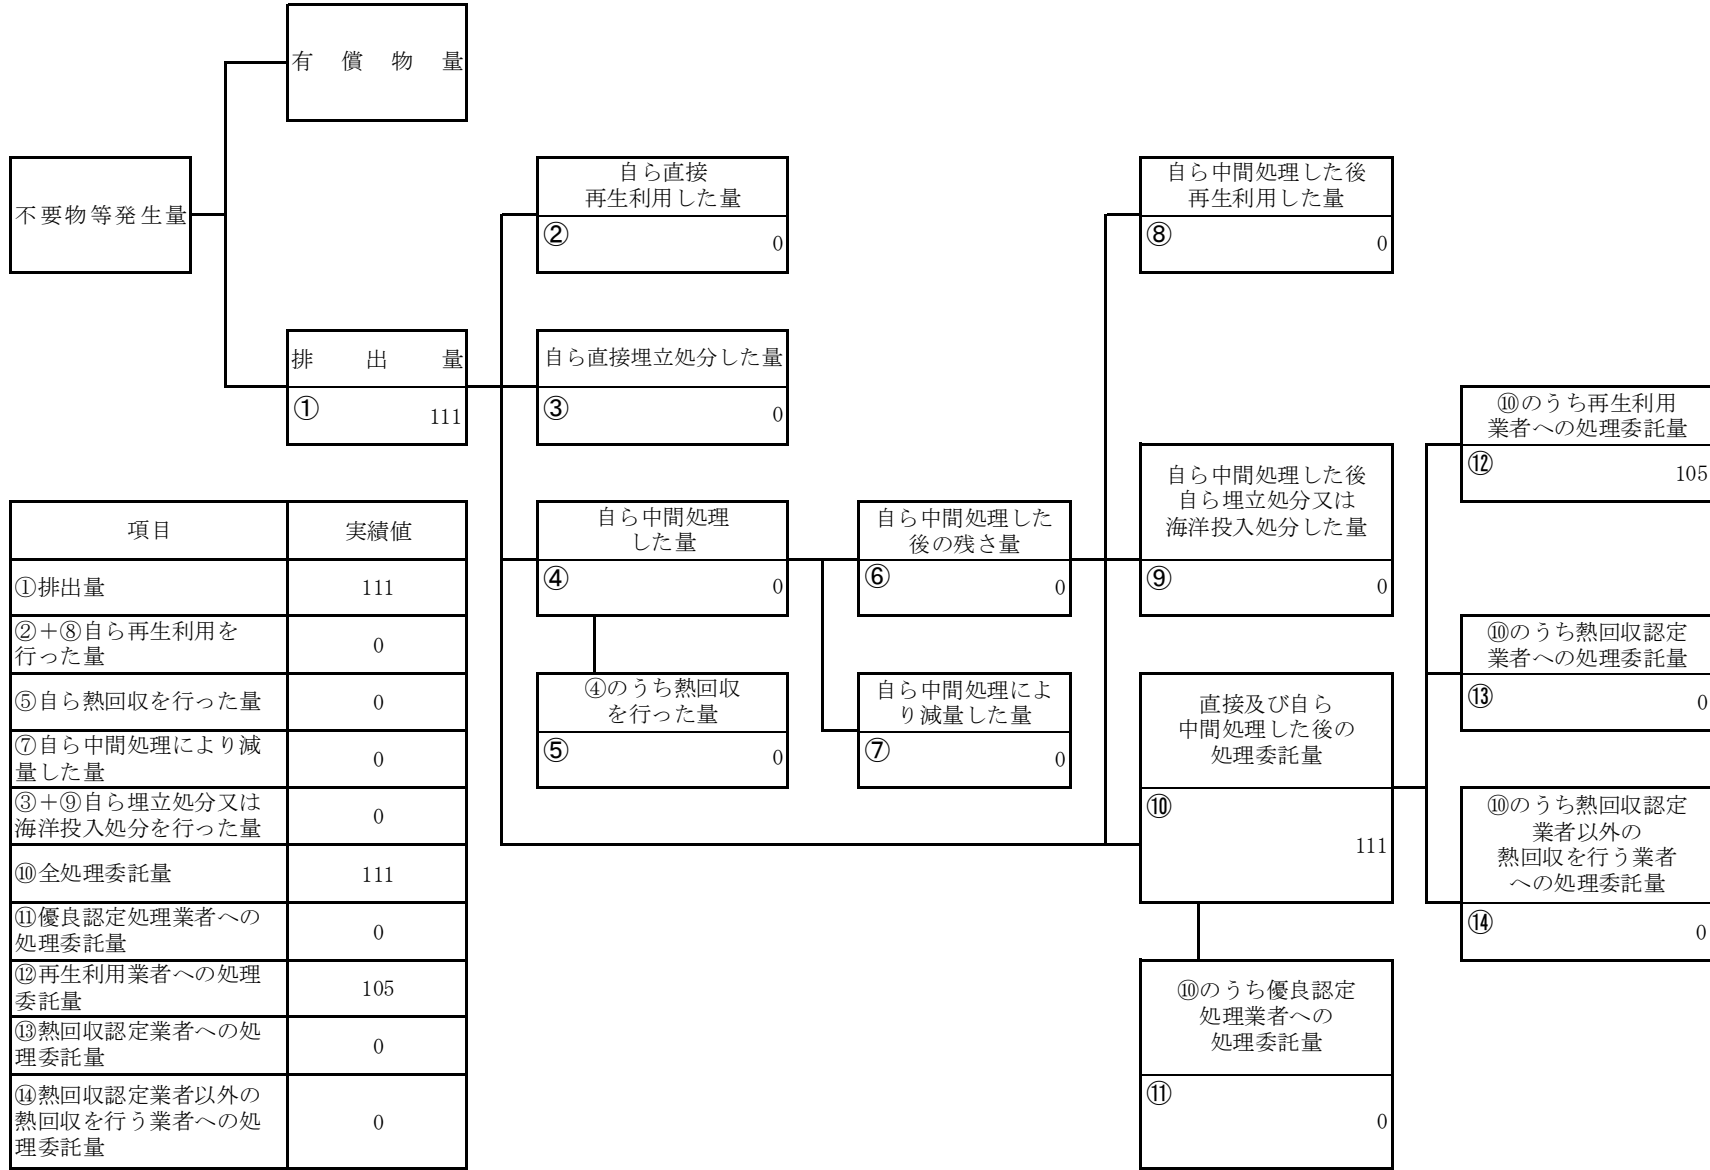 有償物量
不要物等発生量
排出量
①
111
自ら直接
再生利用した量
②
0
自ら直接埋立処分した量
③
0
自ら中間処理
した量
④
0
④のうち熱回収
を行った量
⑤
0
自ら中間処理した
後の残さ量
⑥
0
自ら中間処理によ
り減量した量
⑦
0
自ら中間処理した後
再生利用した量
⑧
0
自ら中間処理した後
自ら埋立処分又は
海洋投入処分した量
⑨
0
直接及び自ら
中間処理した後の
処理委託量
⑩
111
⑩のうち優良認定
処理業者への
処理委託量
⑪
0
⑩のうち再生利用
業者への処理委託量
⑫
105
⑩のうち熱回収認定
業者への処理委託量
⑬
0
⑩のうち熱回収認定
業者以外の
熱回収を行う業者
への処理委託量
⑭
0
項目 実績値
①排出量 111
②＋⑧自ら再生利用を
行った量
0
⑤自ら熱回収を行った量 0
⑦自ら中間処理により減
量した量
0
③＋⑨自ら埋立処分又は
海洋投入処分を行った量
0
⑩全処理委託量 111
⑪優良認定処理業者への
処理委託量
0
⑫再生利用業者への処理
委託量
105
⑬熱回収認定業者への処
理委託量
0
⑭熱回収認定業者以外の
熱回収を行う業者への処
理委託量
0